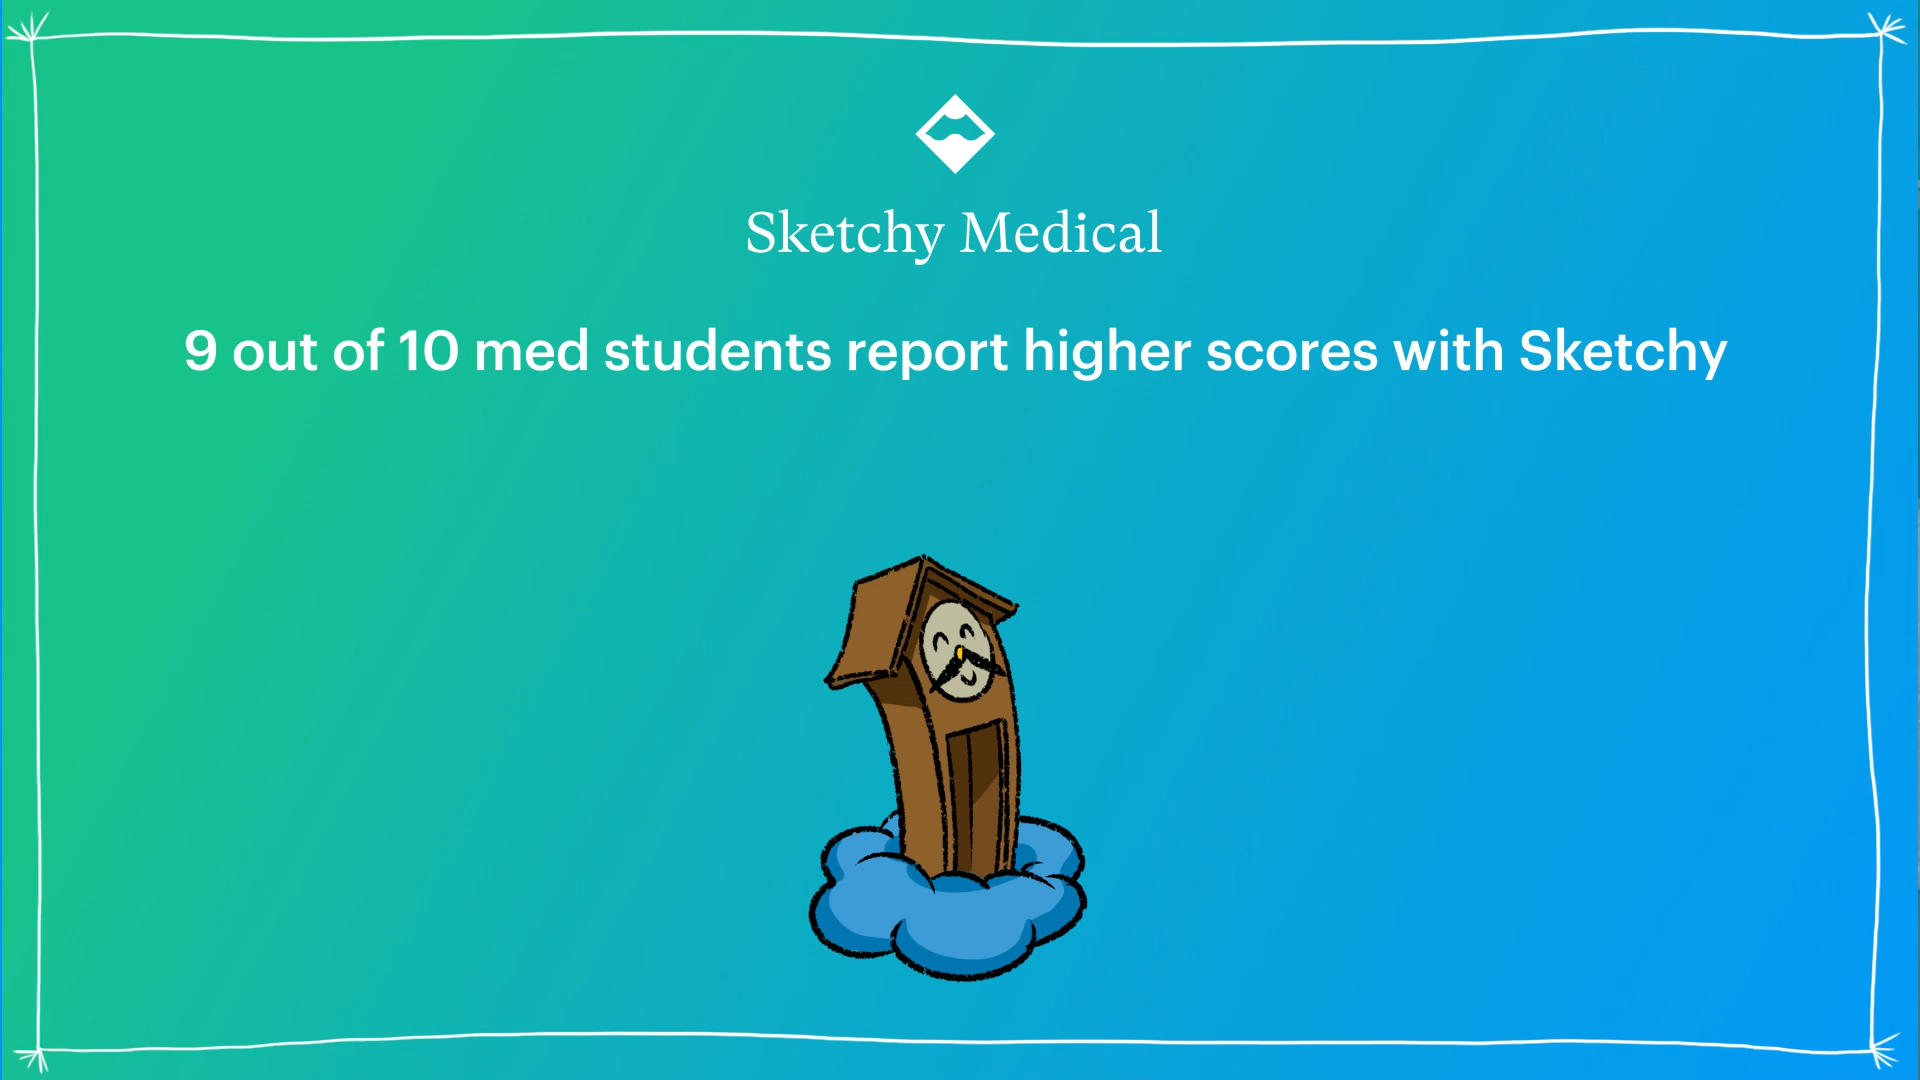 Sketchy Medical
9 out of 10 med students report higher scores with Sketchy